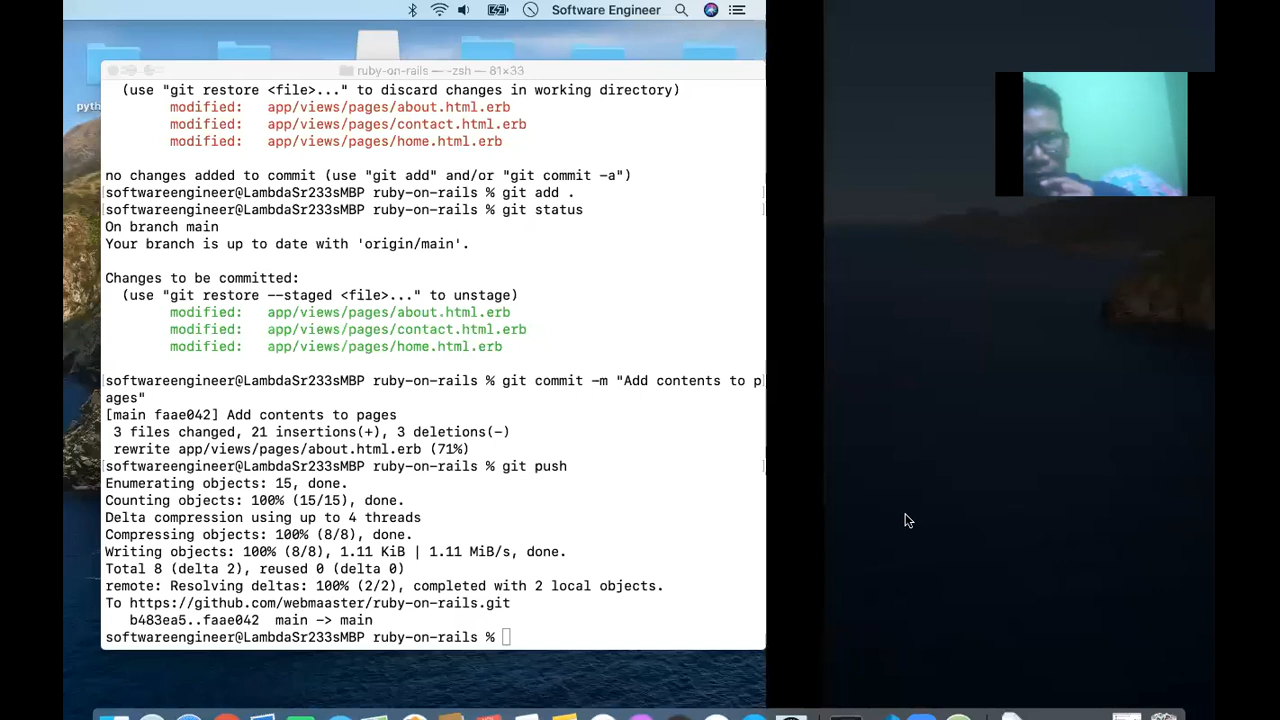 Software Engineer
pyth
ruby-on-rails — -zsh — 81×33
(use "git restore <file>..." to discard changes in working directory)
modified: app/views/pages/about.html.erb
modified: app/views/pages/contact.html.erb
modified: app/views/pages/home.html.erb
no changes added to commit (use "git add" and/or "git commit -a")
softwareengineer@LambdaSr233sMBP ruby-on-rails % git add .
softwareengineer@LambdaSr233sMBP ruby-on-rails % git status
On branch main
Your branch is up to date with 'origin/main'.
Changes to be committed:
(use "git restore --staged <file>..." to unstage)
modified: app/views/pages/about.html.erb
modified: app/views/pages/contact.html.erb
modified: app/views/pages/home.html.erb
softwareengineer@LambdaSr233sMBP ruby-on-rails % git commit -m "Add contents to p
ages"
[main faae042] Add contents to pages
3 files changed, 21 insertions(+), 3 deletions(-)
rewrite app/views/pages/about.html.erb (71%)
softwareengineer@LambdaSr233sMBP ruby-on-rails % git push
Enumerating objects: 15, done.
Counting objects: 100% (15/15), done.
Delta compression using up to 4 threads
Compressing objects: 100% (8/8), done.
Writing objects: 100% (8/8), 1.11 KiB | 1.11 MiB/s, done.
Total 8 (delta 2), reused 0 (delta 0)
remote: Resolving deltas: 100% (2/2), completed with 2 local objects.
To https://github.com/webmaaster/ruby-on-rails.git
b483ea5..faae042 main -> main
softwareengineer@LambdaSr233sMBP ruby-on-rails %